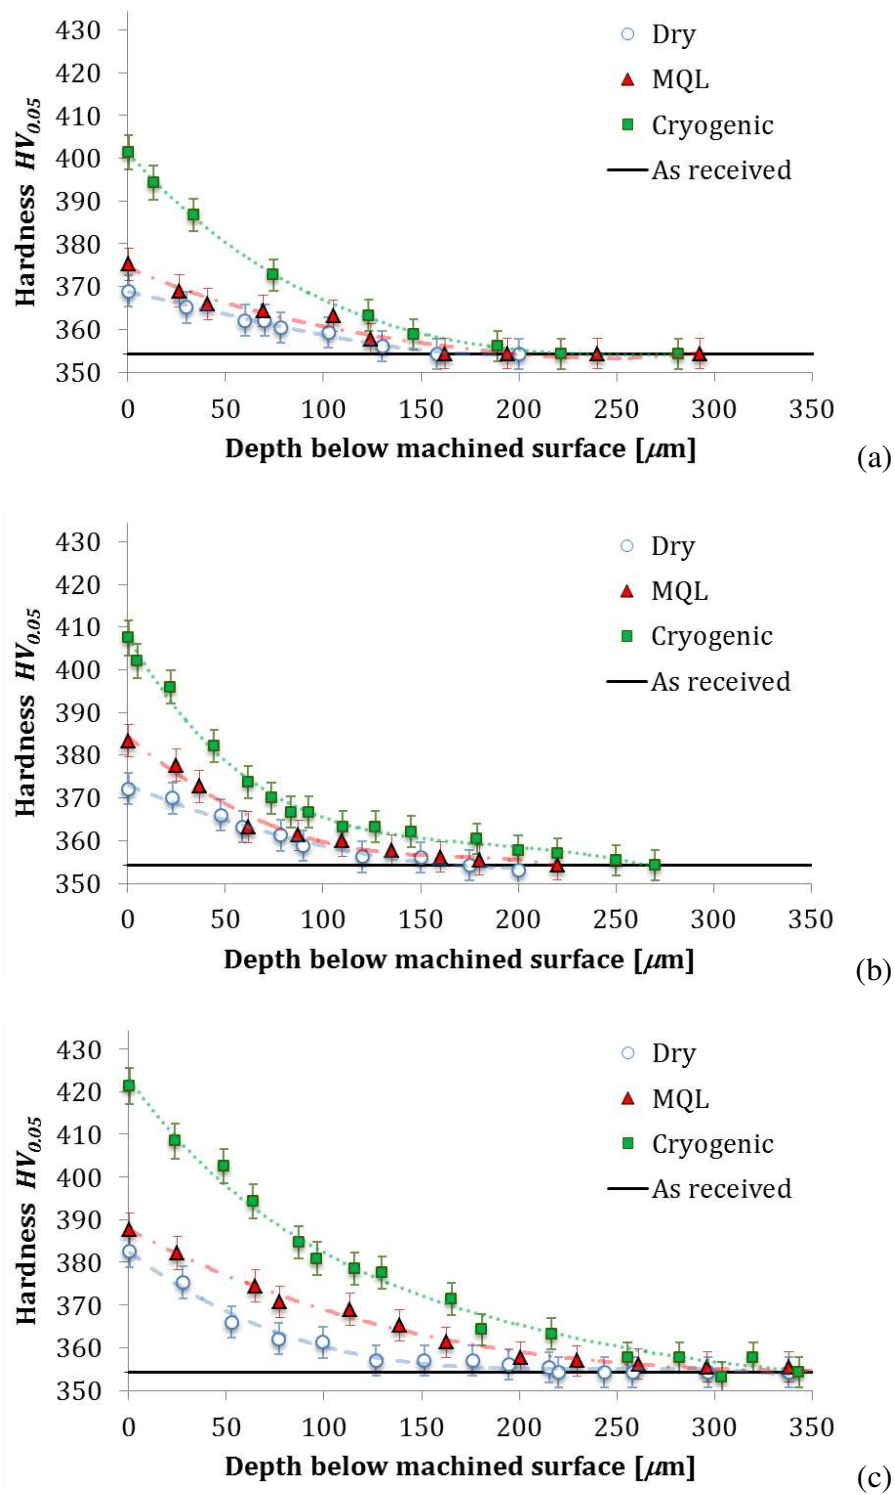 430
420
410
400
390
380
370
360
350
Hardness HV0.05
Dry
MQL
Cryogenic
As received
0 50 100 150 200 250 300 350
Depth below machined surface [μm]
(a)
430
420
410
400
390
380
370
360
350
Hardness HV0.05
Dry
MQL
Cryogenic
As received
0 50 100 150 200 250 300 350
Depth below machined surface [μm]
(b)
430
420
410
400
390
380
370
360
350
Hardness HV0.05
Dry
MQL
Cryogenic
As received
0 50 100 150 200 250 300 350
Depth below machined surface [μm]
(c)